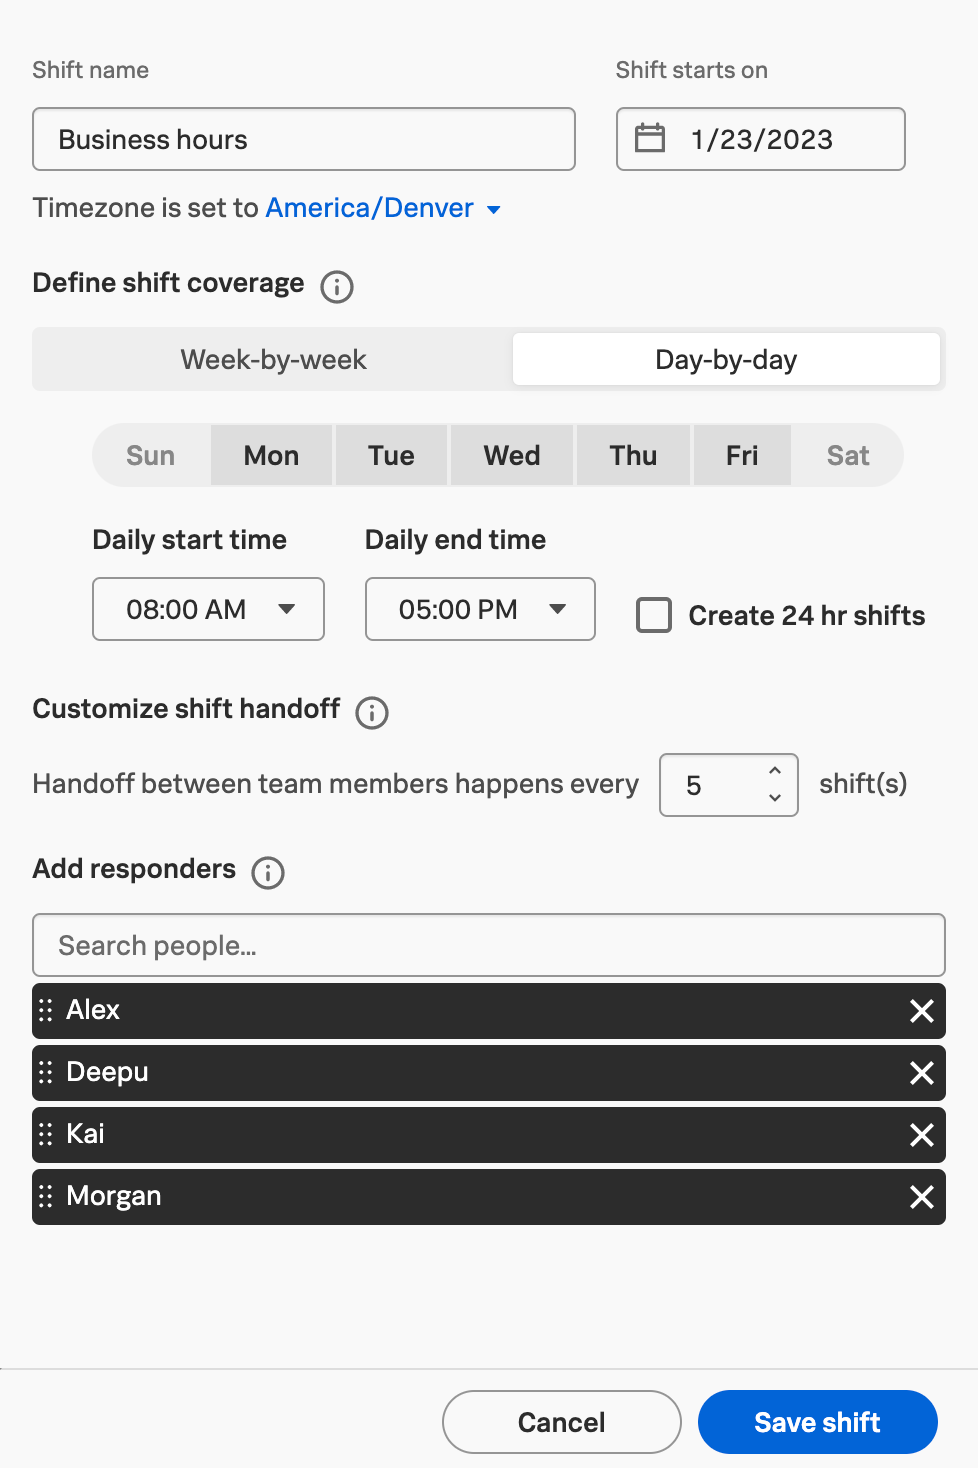 Shift name
Shift starts on
Business hours
1/23/2023
Timezone is set to America/Denver
Define shift coverage
Week-by-week
Day-by-day
Sun Mon Tue Wed Thu Fri Sat
Daily start time
Daily end time
08:00 AM
05:00 PM
Create 24 hr shifts
Customize shift handoff
Handoff between team members happens every 5 shift(s)
Add responders
Search people...
Alex
Deepu
Kai
Morgan
Cancel
Save shift